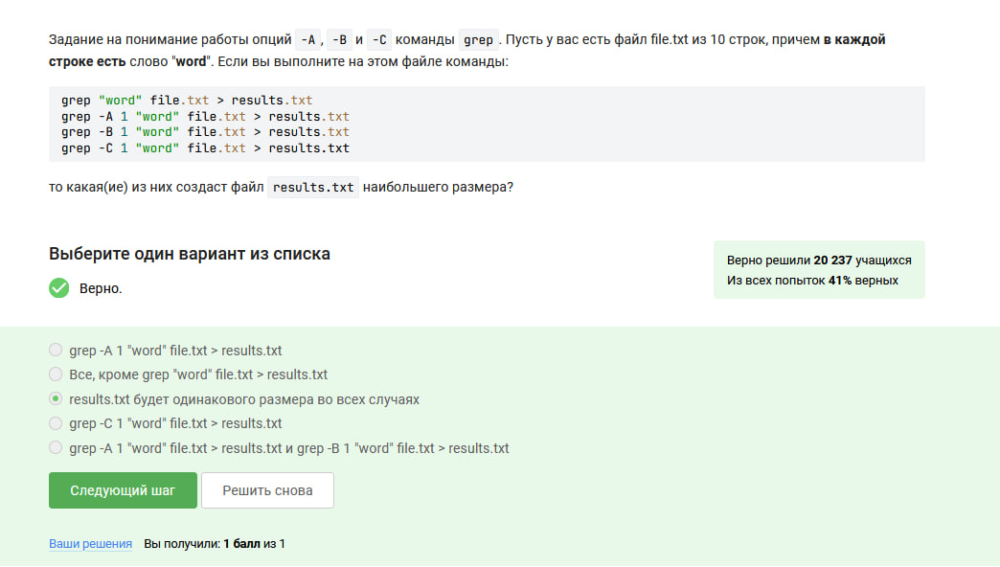 Задание на понимание работы опций -A , -B и -C команды grep . Пусть у вас есть файл file.txt из 10 строк, причем в каждой
строке есть слово "word". Если вы выполните на этом файле команды:
grep "word" file.txt > results.txt
grep -A 1 "word" file.txt > results.txt
grep -B 1 "word" file.txt > results.txt
grep -C 1 "word" file.txt > results.txt
то какая(ие) из них создаст файл results.txt наибольшего размера?
Выберите один вариант из списка
Верно.
Верно решили 20 237 учащихся
Из всех попыток 41% верных
grep -A 1 "word" file.txt > results.txt
Все, кроме grep "word" file.txt > results.txt
results.txt будет одинакового размера во всех случаях
grep -C 1 "word" file.txt > results.txt
grep -A 1 "word" file.txt > results.txt и grep -B 1 "word" file.txt > results.txt
Следующий шаг
Решить снова
Ваши решения Вы получили: 1 балл из 1